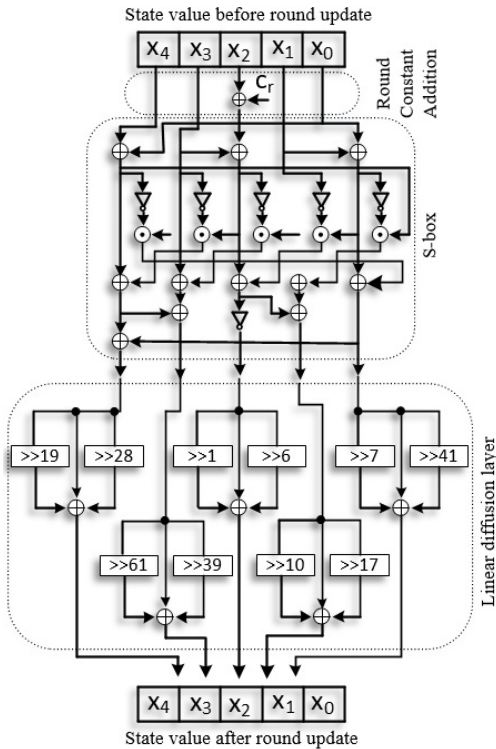 State value before round update
x4 x3 x2 x1 x0
Cr
Round
Constant
Addition
S-box
>>19 >>28 >>1 >>6 >>7 >>41
>>61 >>39 >>10 >>17
Linear diffusion layer
x4 x3 x2 x1 x0
State value after round update